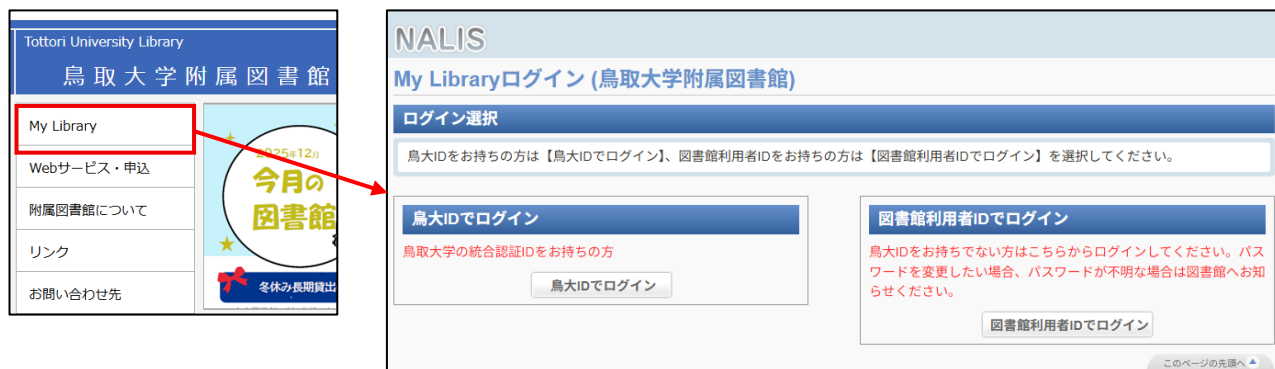 Tottori University Library
鳥取大学附属図書館
My Library
Webサービス・申込
附属図書館について
リンク
お問い合わせ先
2025年12月
今月の
図書館
冬休み長期貸出
NALIS
My Libraryログイン (鳥取大学附属図書館)
ログイン選択
鳥大IDをお持ちの方は【鳥大IDでログイン】、図書館利用者IDをお持ちの方は【図書館利用者IDでログイン】を選択してください。
鳥大IDでログイン
鳥取大学の統合認証IDをお持ちの方
鳥大IDでログイン
図書館利用者IDでログイン
鳥大IDをお持ちでない方はこちらからログインしてください。パス
ワードを変更したい場合、パスワードが不明な場合は図書館へお知
らせください。
図書館利用者IDでログイン
このページの先頭へ